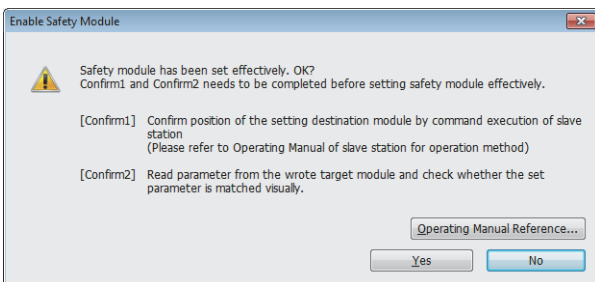 Enable Safety Module
Safety module has been set effectively. OK?
Confirm1 and Confirm2 needs to be completed before setting safety module effectively.
[Confirm1] Confirm position of the setting destination module by command execution of slave
station
(Please refer to Operating Manual of slave station for operation method)
[Confirm2] Read parameter from the wrote target module and check whether the set
parameter is matched visually.
Operating Manual Reference...
Yes No